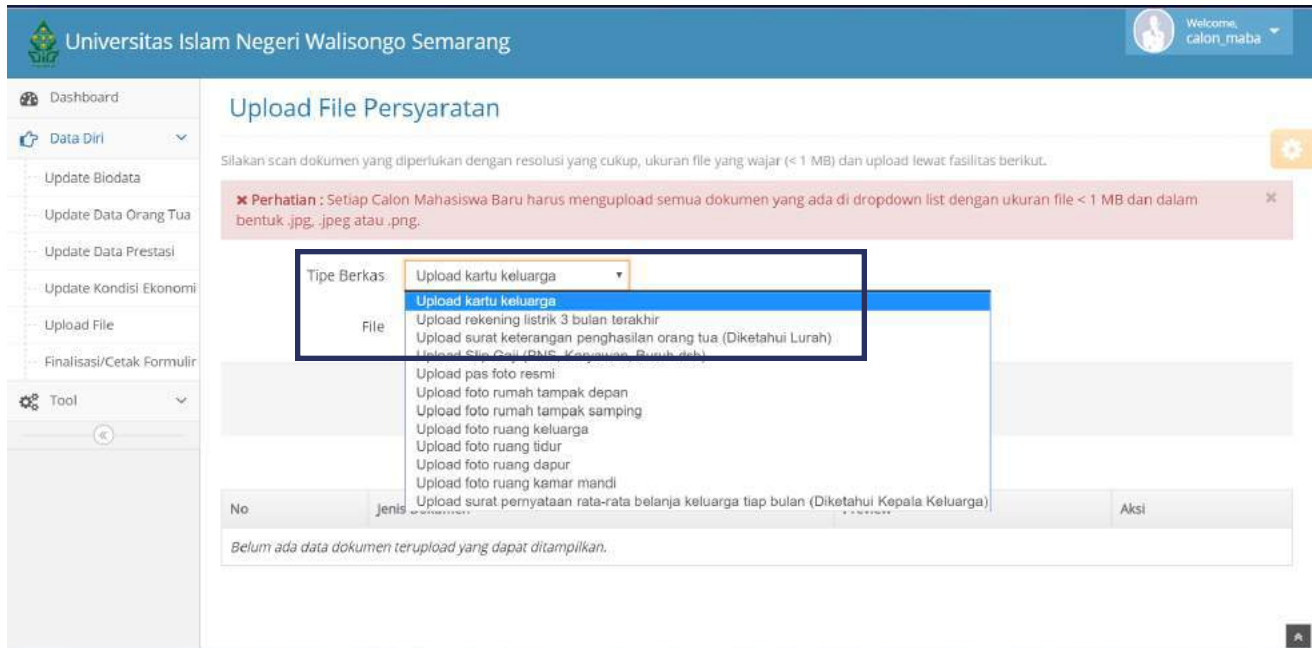 Universitas Islam Negeri Walisongo Semarang
Welcome,
calon_maba
Dashboard
Data Diri
Update Biodata
Update Data Orang Tua
Update Data Prestasi
Update Kondisi Ekonomi
Upload File
Finalisasi/Cetak Formulir
Tool
Upload File Persyaratan
Silakan scan dokumen yang diperlukan dengan resolusi yang cukup, ukuran file yang wajar (< 1 MB) dan upload lewat fasilitas berikut.
✖ Perhatian : Setiap Calon Mahasiswa Baru harus mengupload semua dokumen yang ada di dropdown list dengan ukuran file < 1 MB dan dalam
bentuk .jpg, .jpeg atau .png.
Tipe Berkas
Upload kartu keluarga
File
Upload kartu keluarga
Upload rekening listrik 3 bulan terakhir
Upload surat keterangan penghasilan orang tua (Diketahui Lurah)
Upload Slip Gaji (PNS, Karyawan, Buruh dsb)
Upload pas foto resmi
Upload foto rumah tampak depan
Upload foto rumah tampak samping
Upload foto ruang keluarga
Upload foto ruang tidur
Upload foto ruang dapur
Upload foto ruang kamar mandi
Upload surat pernyataan rata-rata belanja keluarga tiap bulan (Diketahui Kepala Keluarga)
No Jenis Aksi
Belum ada data dokumen terupload yang dapat ditampilkan.